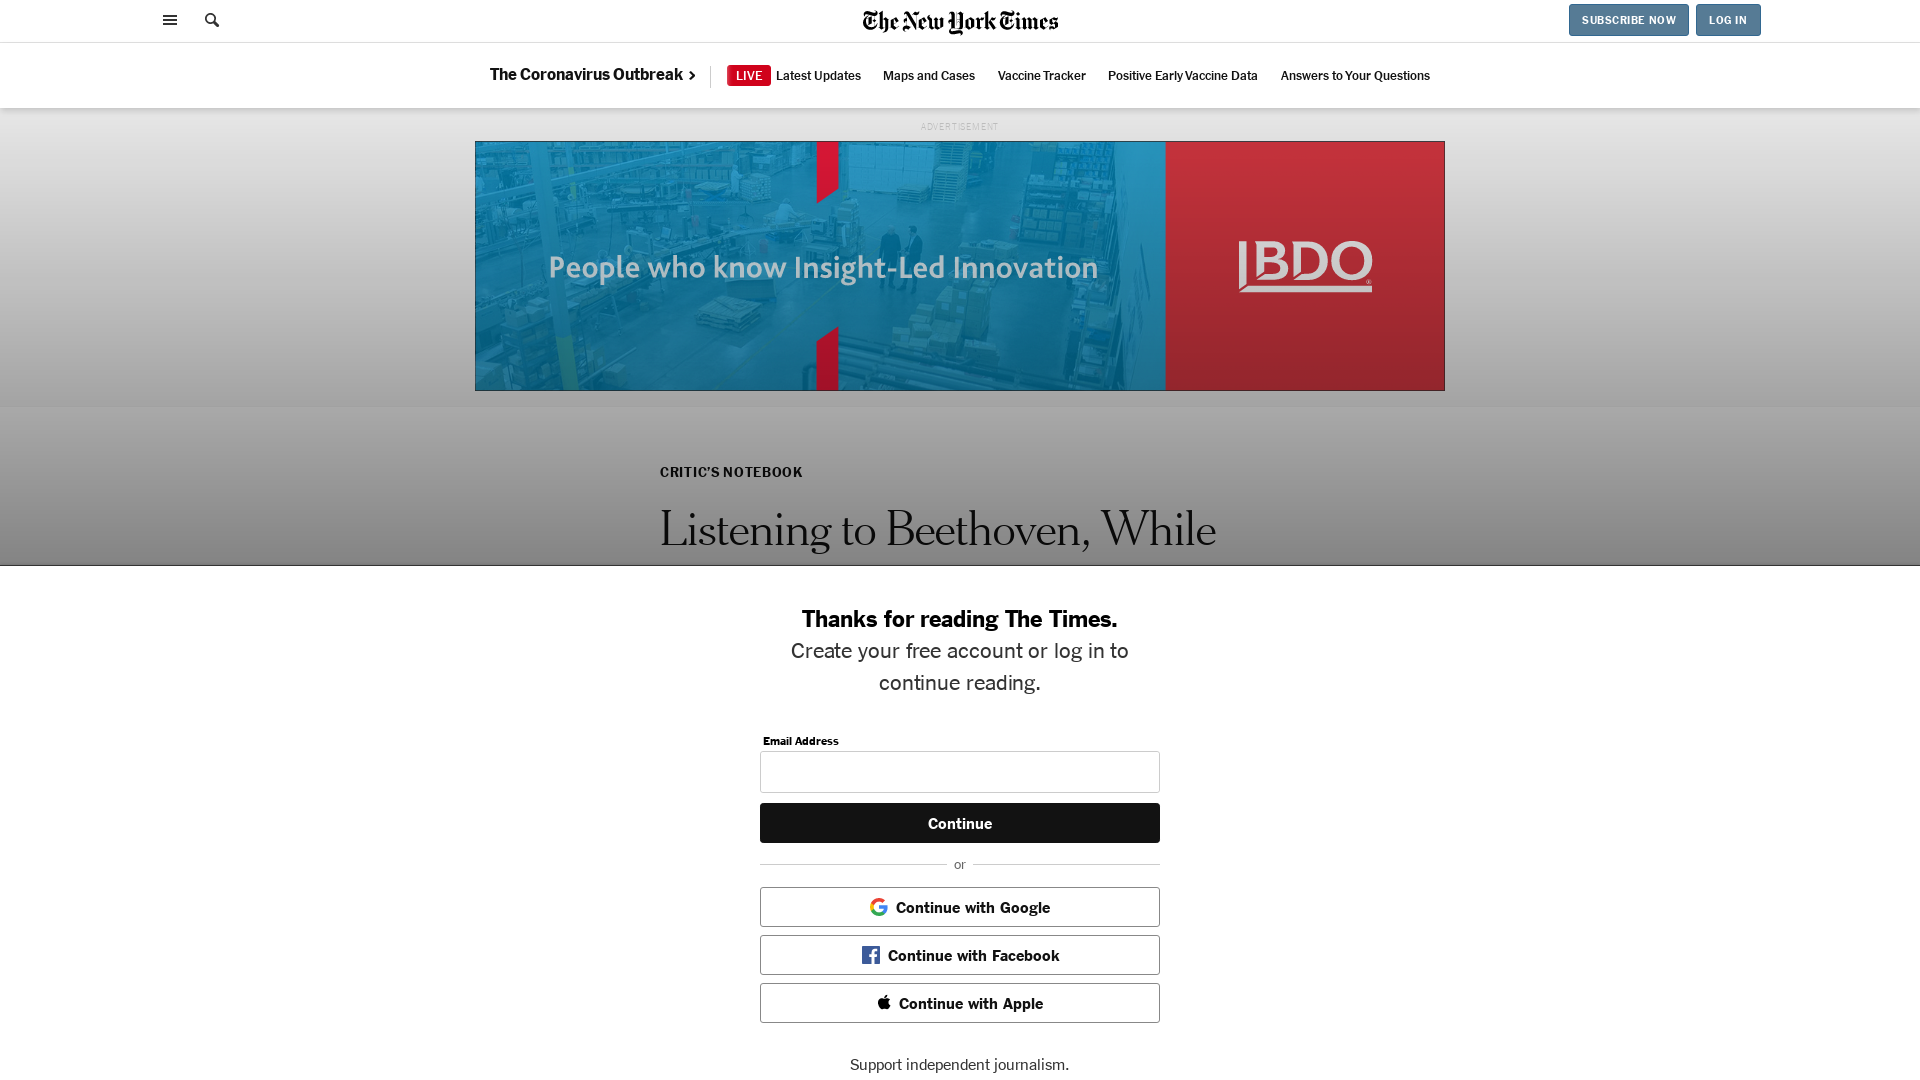 The New York Times
SUBSCRIBE NOW
LOG IN
The Coronavirus Outbreak
LIVE Latest Updates
Maps and Cases
Vaccine Tracker
Positive Early Vaccine Data
Answers to Your Questions
ADVERTISEMENT
People who know Insight-Led Innovation
BDO®
CRITIC’S NOTEBOOK
Listening to Beethoven, While
Thanks for reading The Times.
Create your free account or log in to
continue reading.
Email Address
Continue
or
Continue with Google
Continue with Facebook
Continue with Apple
Support independent journalism.